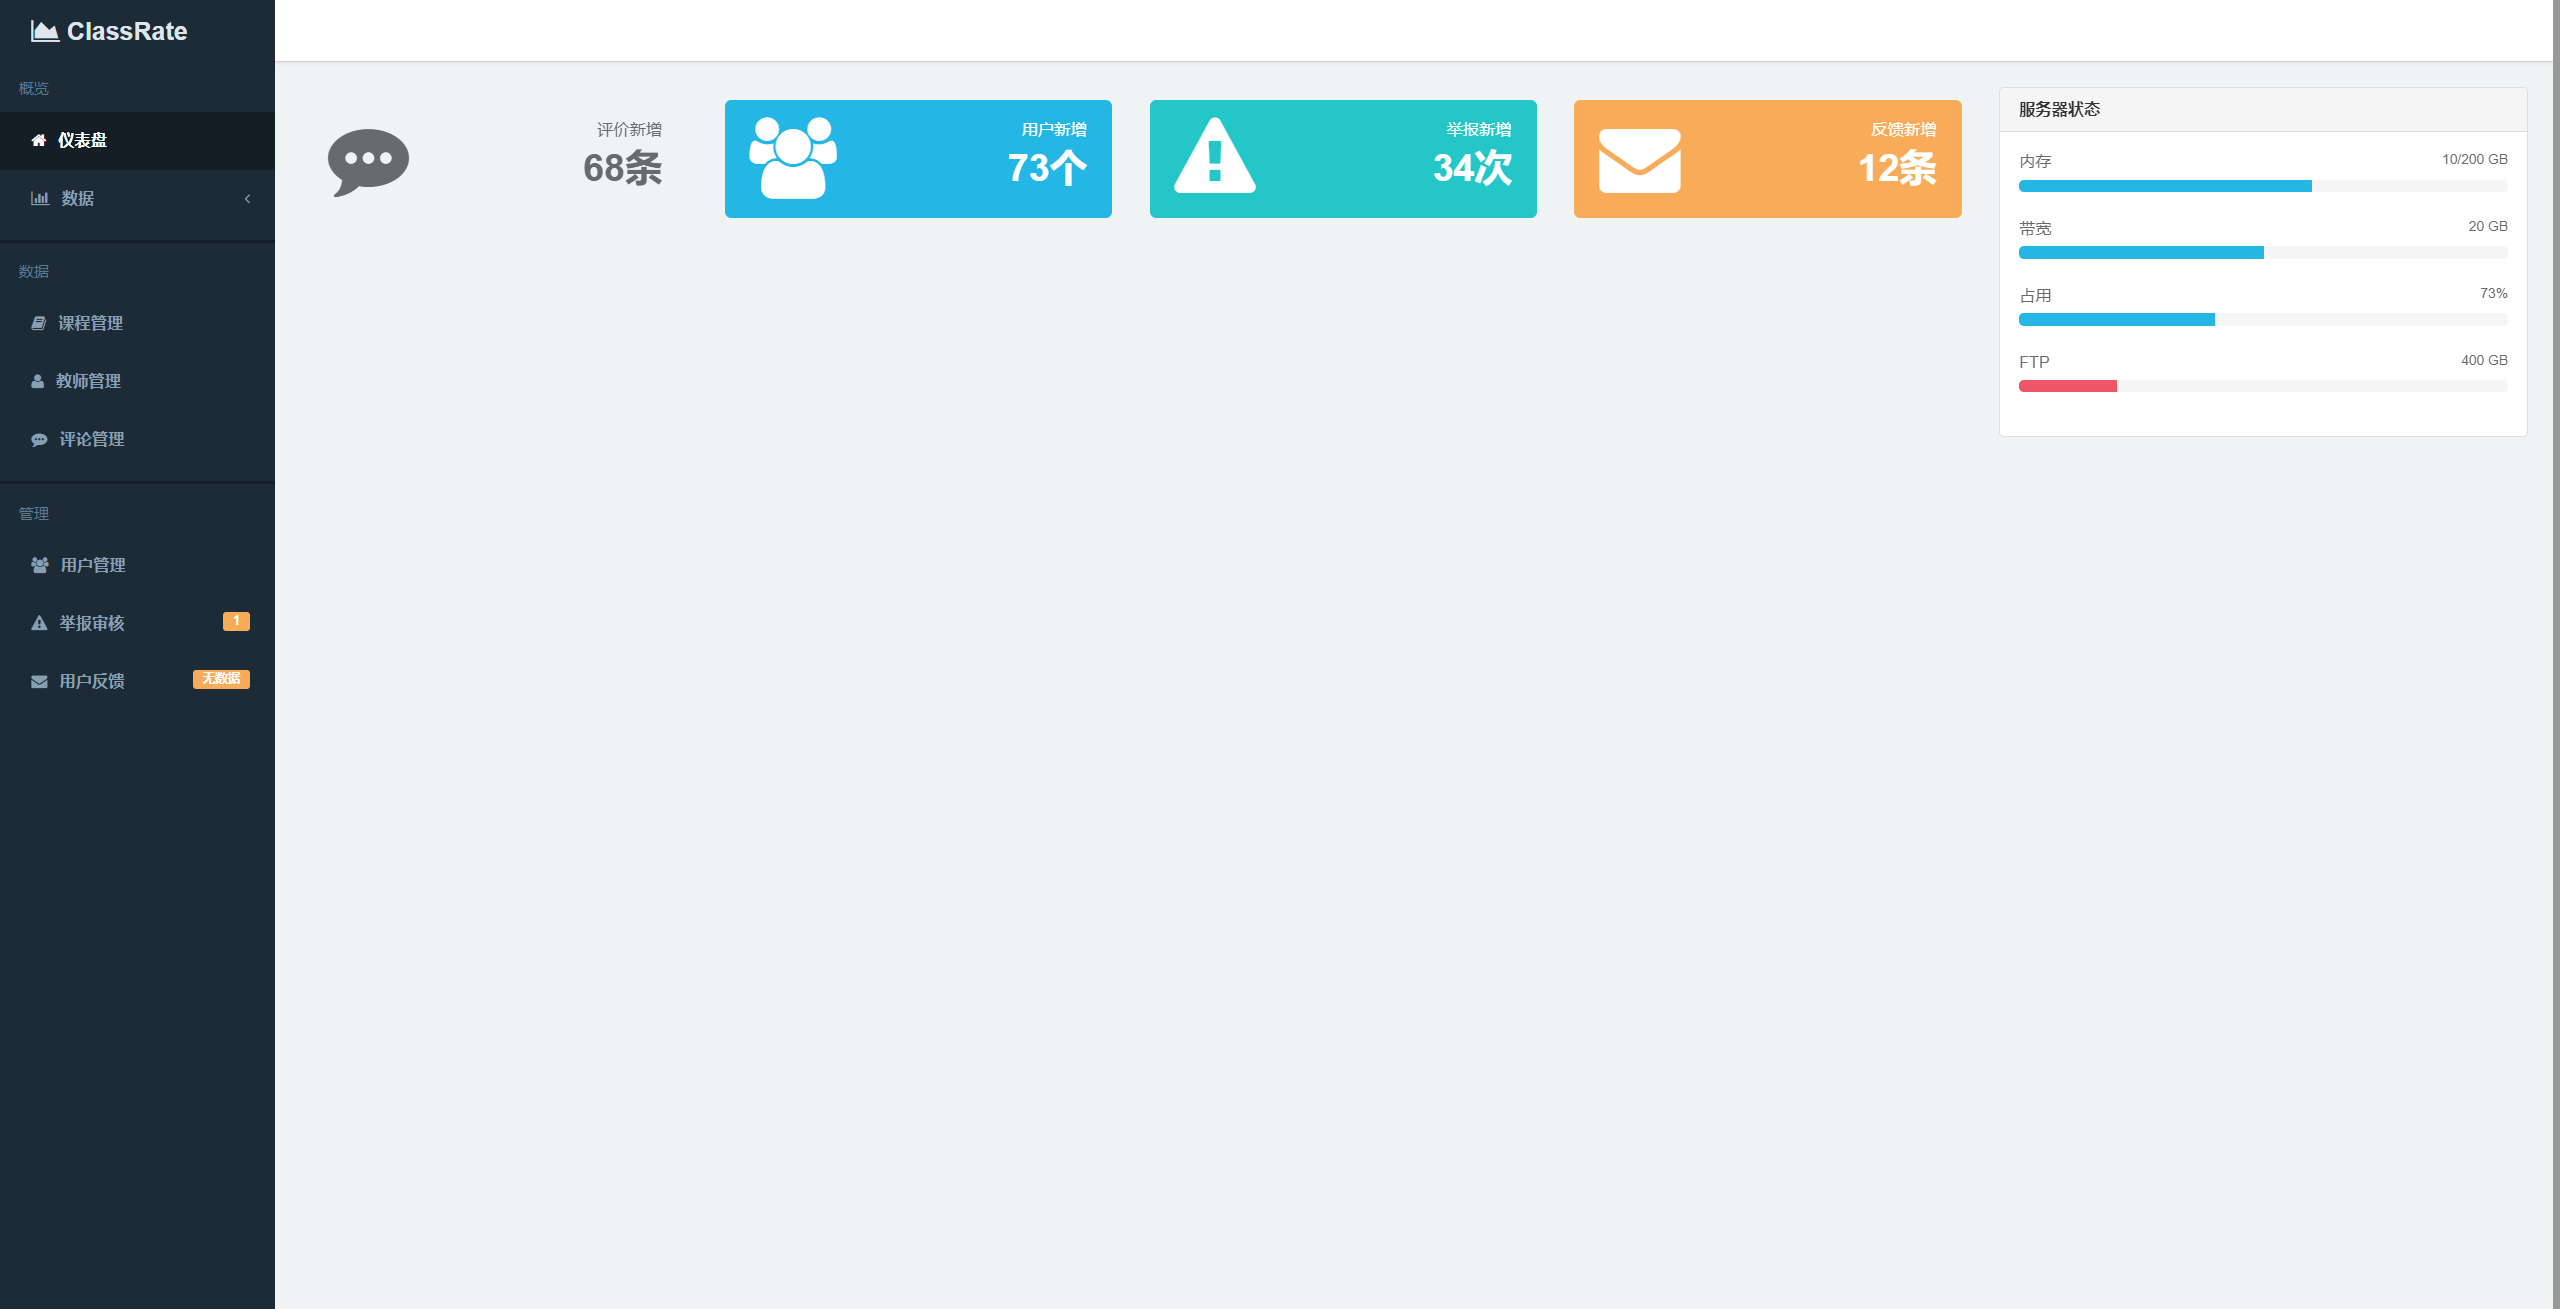 ClassRate
概览
仪表盘
数据
数据
课程管理
教师管理
评论管理
管理
用户管理
举报审核 1
用户反馈 无数据
评价新增
68条
用户新增
73个
举报新增
34次
反馈新增
12条
服务器状态
内存 10/200 GB
带宽 20 GB
占用 73%
FTP 400 GB